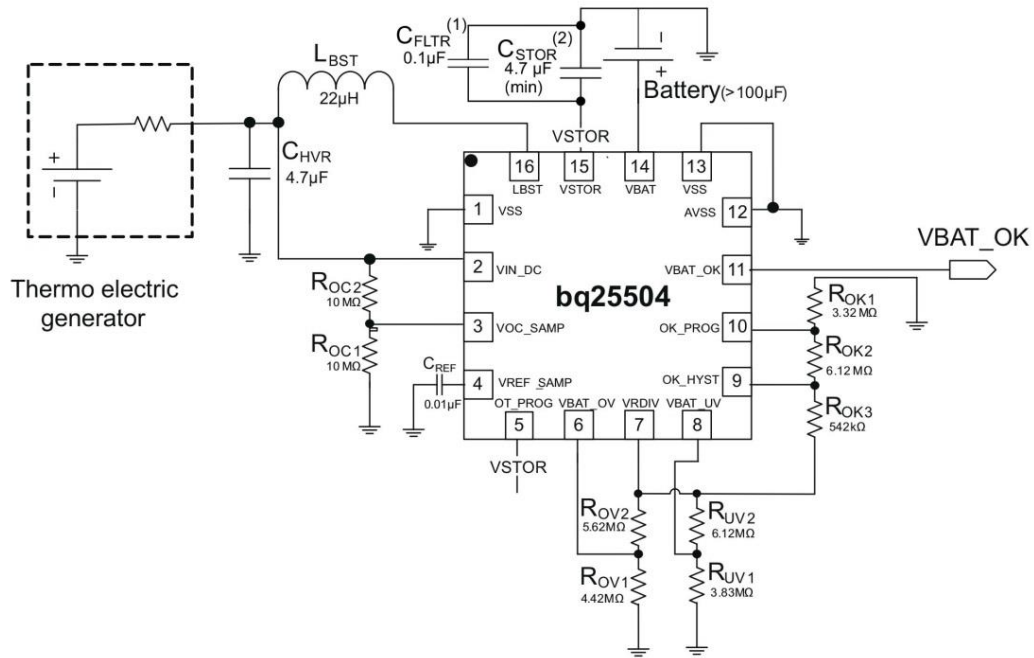 C_FLTR (1)
0.1µF
C_STOR (2)
4.7 µF
(min)
Battery(>100µF)
–
+
L_BST
22µH
VSTOR
C_HVR
4.7µF
+
–
Thermo electric
generator
16
15
14
13
LBST
VSTOR
VBAT
VSS
1
VSS
AVSS
12
VBAT_OK
2
VIN_DC
VBAT_OK
11
bq25504
R_OC2
10 MΩ
R_OK1
3.32 MΩ
3
VOC_SAMP
OK_PROG
10
R_OC1
10 MΩ
R_OK2
6.12 MΩ
C_REF
0.01µF
4
VREF_SAMP
OK_HYST
9
R_OK3
542kΩ
OT_PROG
VBAT_OV
VRDIV
VBAT_UV
5
6
7
8
VSTOR
R_OV2
5.62MΩ
R_UV2
6.12MΩ
R_OV1
4.42MΩ
R_UV1
3.83MΩ